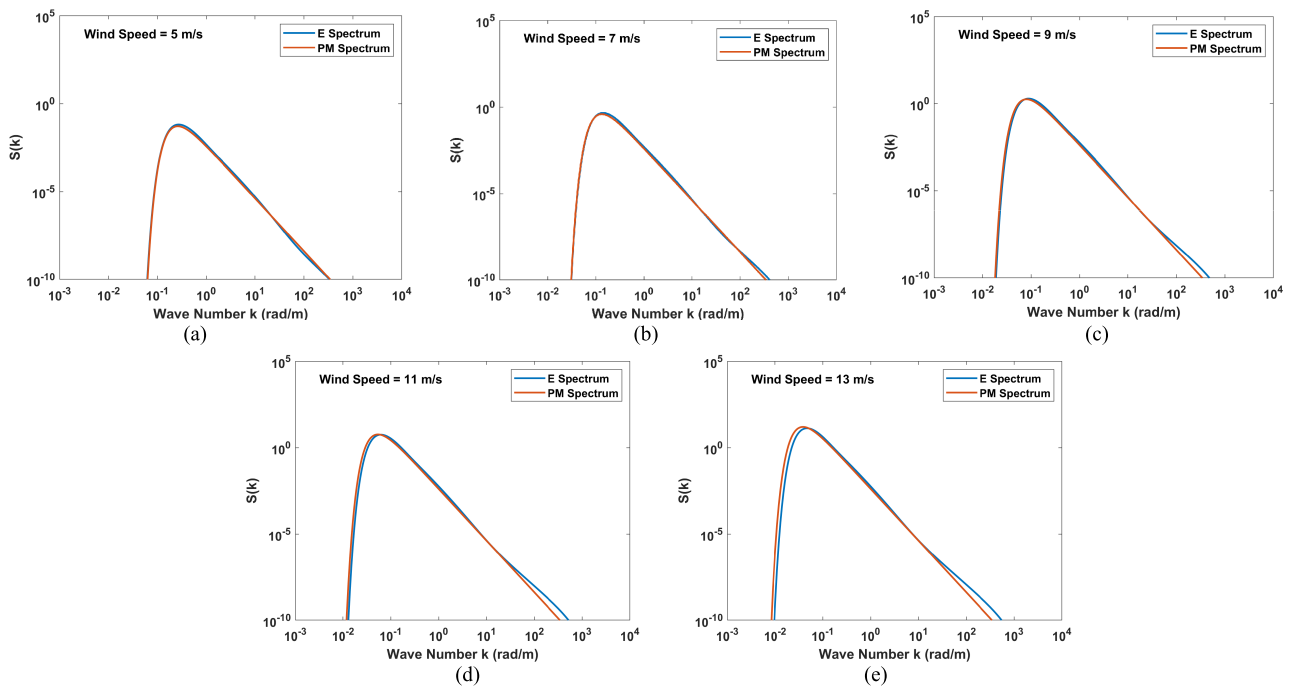 10^5
Wind Speed = 5 m/s
E Spectrum
PM Spectrum
10^0
S(k)
10^-5
10^-10
10^-3 10^-2 10^-1 10^0 10^1 10^2 10^3 10^4
Wave Number k (rad/m)
(a)
10^5
Wind Speed = 7 m/s
E Spectrum
PM Spectrum
10^0
S(k)
10^-5
10^-10
10^-3 10^-2 10^-1 10^0 10^1 10^2 10^3 10^4
Wave Number k (rad/m)
(b)
10^5
Wind Speed = 9 m/s
E Spectrum
PM Spectrum
10^0
S(k)
10^-5
10^-10
10^-3 10^-2 10^-1 10^0 10^1 10^2 10^3 10^4
Wave Number k (rad/m)
(c)
10^5
Wind Speed = 11 m/s
E Spectrum
PM Spectrum
10^0
S(k)
10^-5
10^-10
10^-3 10^-2 10^-1 10^0 10^1 10^2 10^3 10^4
Wave Number k (rad/m)
(d)
10^5
Wind Speed = 13 m/s
E Spectrum
PM Spectrum
10^0
S(k)
10^-5
10^-10
10^-3 10^-2 10^-1 10^0 10^1 10^2 10^3 10^4
Wave Number k (rad/m)
(e)